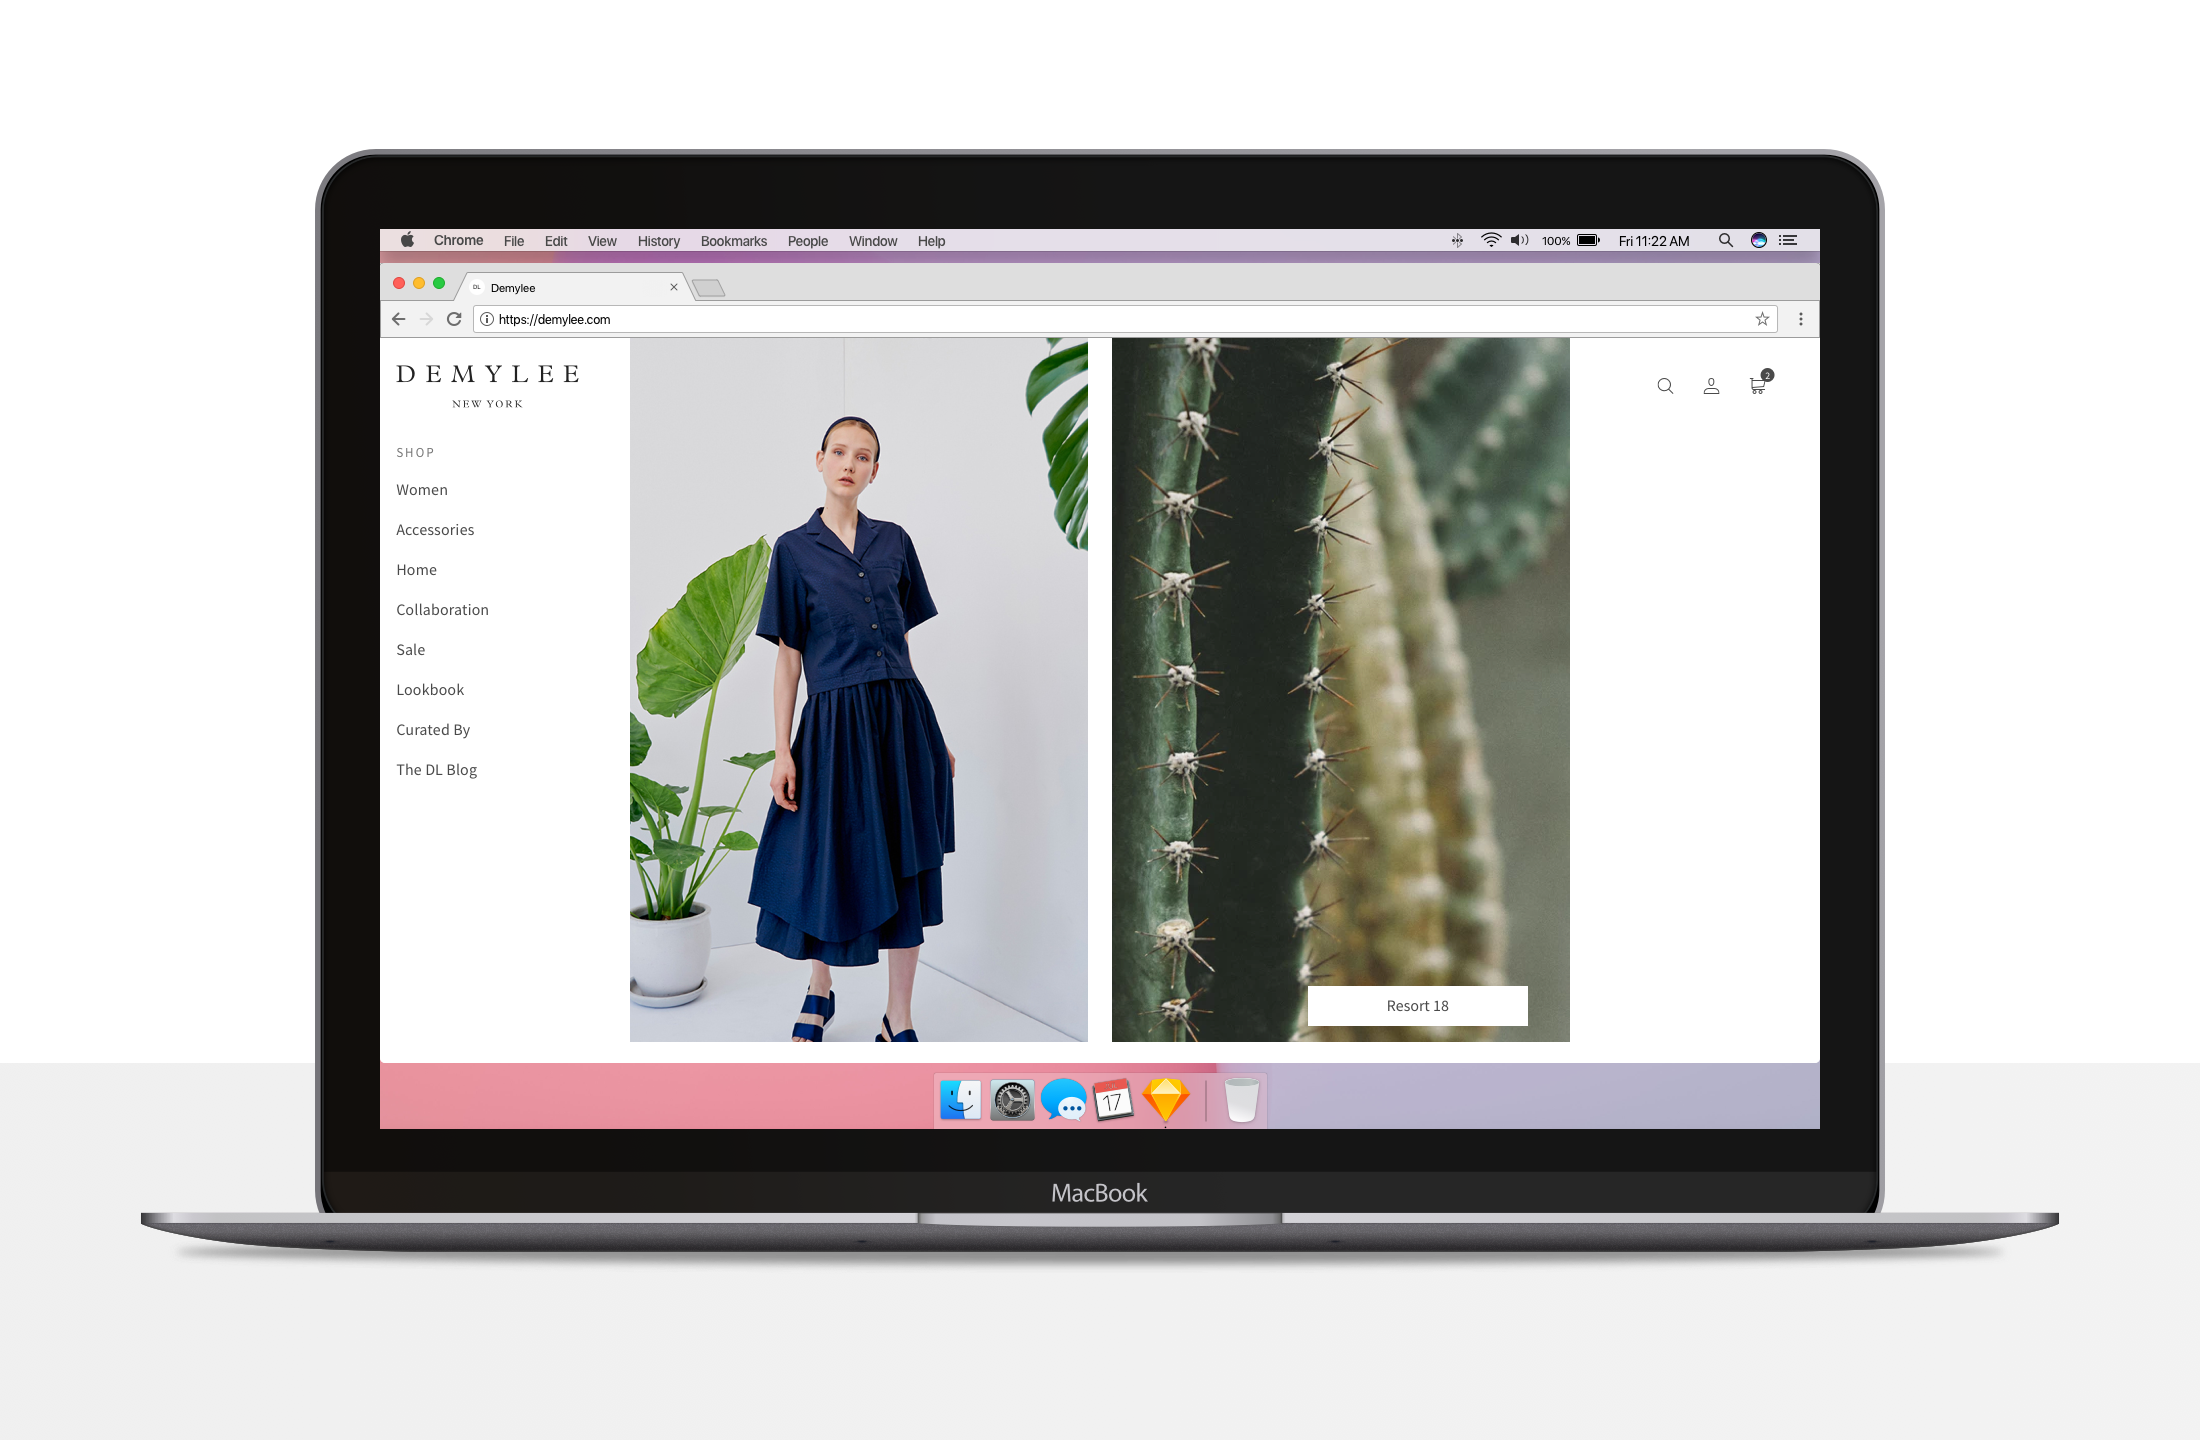 Chrome File Edit View History Bookmarks People Window Help 100% Fri 11:22 AM
DL Demylee
https://demylee.com
DEMYLEE
NEW YORK
2
SHOP
Women
Accessories
Home
Collaboration
Sale
Lookbook
Curated By
The DL Blog
Resort 18
17
MacBook